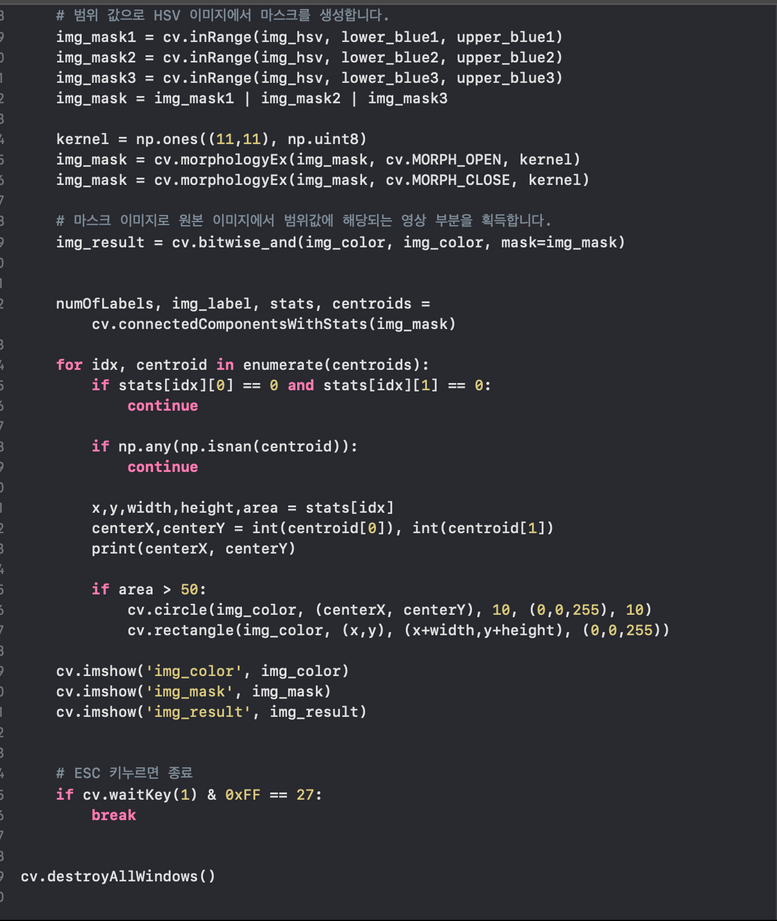 # 범위 값으로 HSV 이미지에서 마스크를 생성합니다.
img_mask1 = cv.inRange(img_hsv, lower_blue1, upper_blue1)
img_mask2 = cv.inRange(img_hsv, lower_blue2, upper_blue2)
img_mask3 = cv.inRange(img_hsv, lower_blue3, upper_blue3)
img_mask = img_mask1 | img_mask2 | img_mask3
kernel = np.ones((11,11), np.uint8)
img_mask = cv.morphologyEx(img_mask, cv.MORPH_OPEN, kernel)
img_mask = cv.morphologyEx(img_mask, cv.MORPH_CLOSE, kernel)
# 마스크 이미지로 원본 이미지에서 범위값에 해당되는 영상 부분을 획득합니다.
img_result = cv.bitwise_and(img_color, img_color, mask=img_mask)
numOfLabels, img_label, stats, centroids =
cv.connectedComponentsWithStats(img_mask)
for idx, centroid in enumerate(centroids):
if stats[idx][0] == 0 and stats[idx][1] == 0:
continue
if np.any(np.isnan(centroid)):
continue
x,y,width,height,area = stats[idx]
centerX,centerY = int(centroid[0]), int(centroid[1])
print(centerX, centerY)
if area > 50:
cv.circle(img_color, (centerX, centerY), 10, (0,0,255), 10)
cv.rectangle(img_color, (x,y), (x+width,y+height), (0,0,255))
cv.imshow('img_color', img_color)
cv.imshow('img_mask', img_mask)
cv.imshow('img_result', img_result)
# ESC 키누르면 종료
if cv.waitKey(1) & 0xFF == 27:
break
cv.destroyAllWindows()